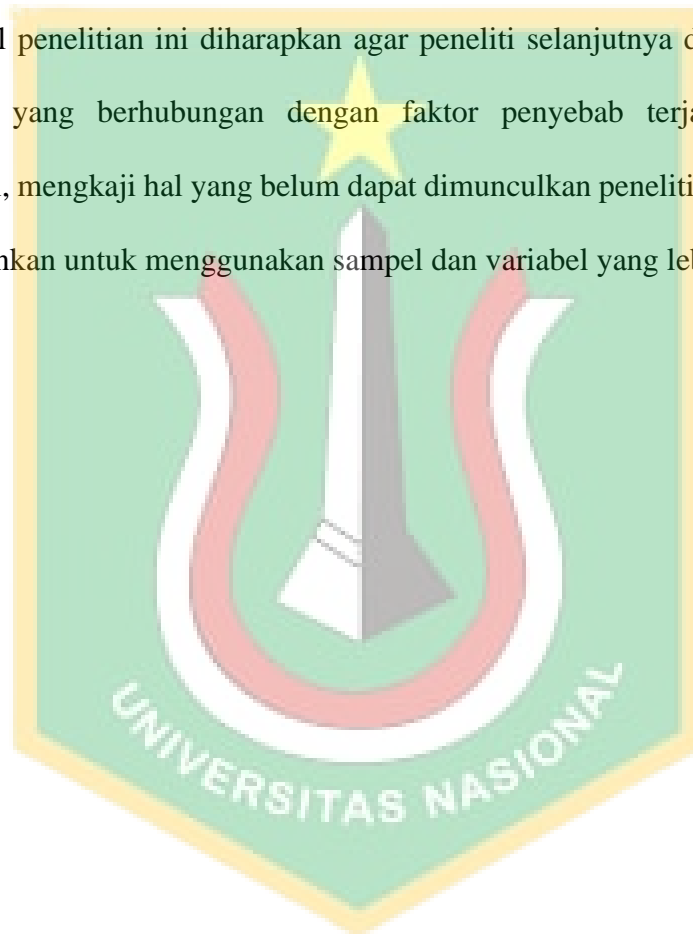 penelitian ini diharapkan agar peneliti selanjutnya
yang berhubungan dengan faktor penyebab
, mengkaji hal yang belum dapat dimunculkan peneliti
untuk menggunakan sampel dan variabel yang
UNIVERSITAS NASIONAL